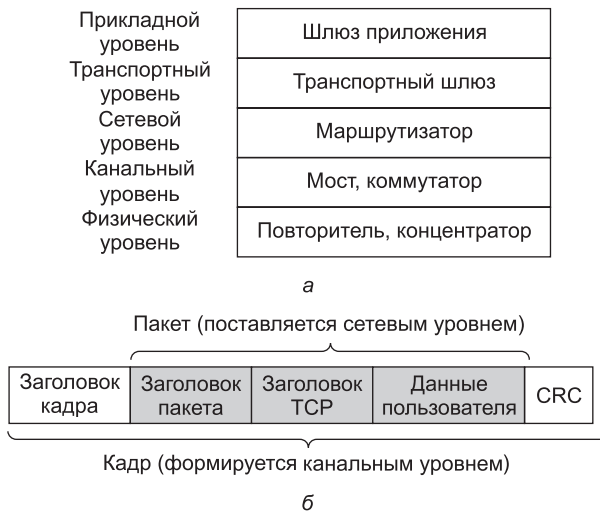 Прикладной
уровень
Шлюз приложения
Транспортный
уровень
Транспортный шлюз
Сетевой
уровень
Маршрутизатор
Канальный
уровень
Мост, коммутатор
Физический
уровень
Повторитель, концентратор
а
Пакет (поставляется сетевым уровнем)
Заголовок
кадра
Заголовок
пакета
Заголовок
TCP
Данные
пользователя
CRC
Кадр (формируется канальным уровнем)
б